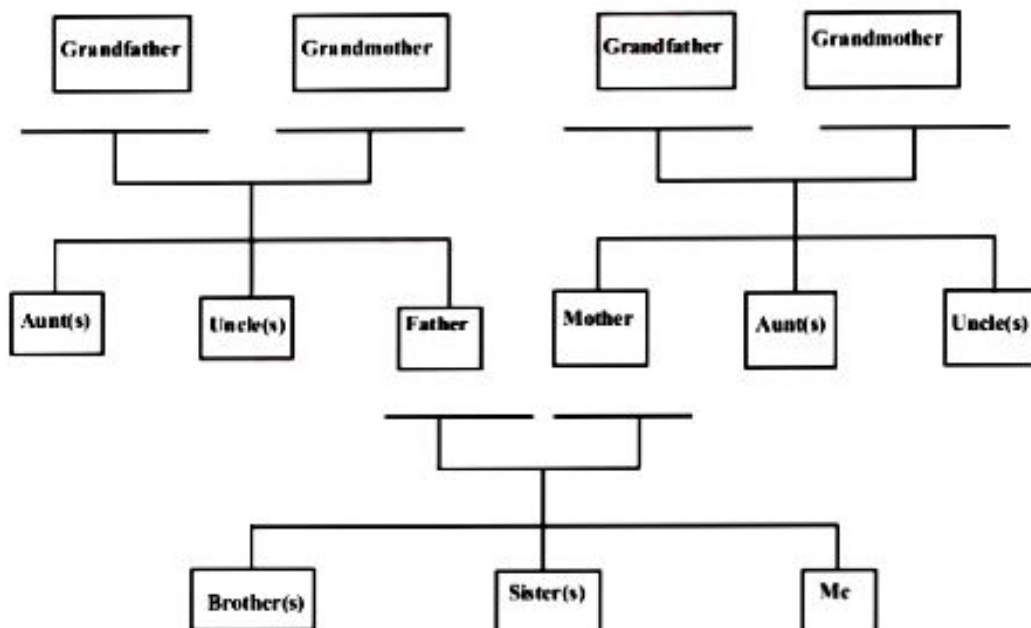 Grandfather
Grandmother
Grandfather
Grandmother
Aunt(s)
Uncle(s)
Father
Mother
Aunt(s)
Uncle(s)
Brother(s)
Sister(s)
Me